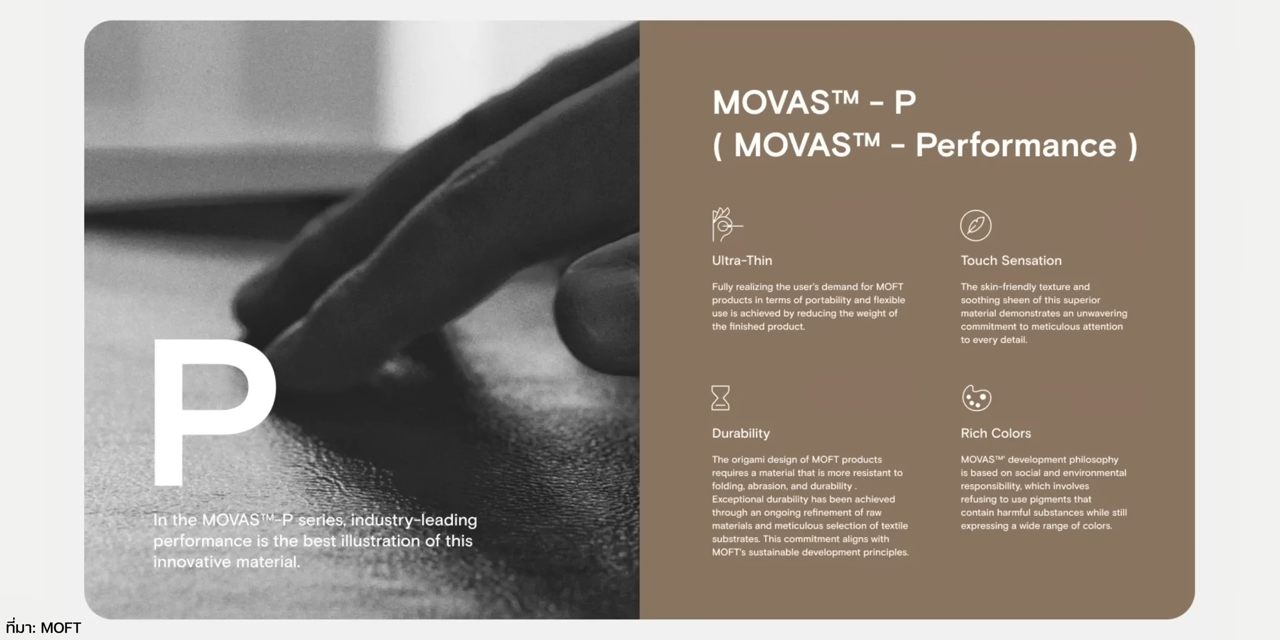 P
In the MOVAS™-P series, industry-leading
performance is the best illustration of this
innovative material.
MOVAS™ - P
( MOVAS™ - Performance )
Ultra-Thin
Fully realizing the user's demand for MOFT
products in terms of portability and flexible
use is achieved by reducing the weight of
the finished product.
Touch Sensation
The skin-friendly texture and
soothing sheen of this superior
material demonstrates an unwavering
commitment to meticulous attention
to every detail.
Durability
The origami design of MOFT products
requires a material that is more resistant to
folding, abrasion, and durability .
Exceptional durability has been achieved
through an ongoing refinement of raw
materials and meticulous selection of textile
substrates. This commitment aligns with
MOFT's sustainable development principles.
Rich Colors
MOVAS™' development philosophy
is based on social and environmental
responsibility, which involves
refusing to use pigments that
contain harmful substances while still
expressing a wide range of colors.
ที่มา: MOFT